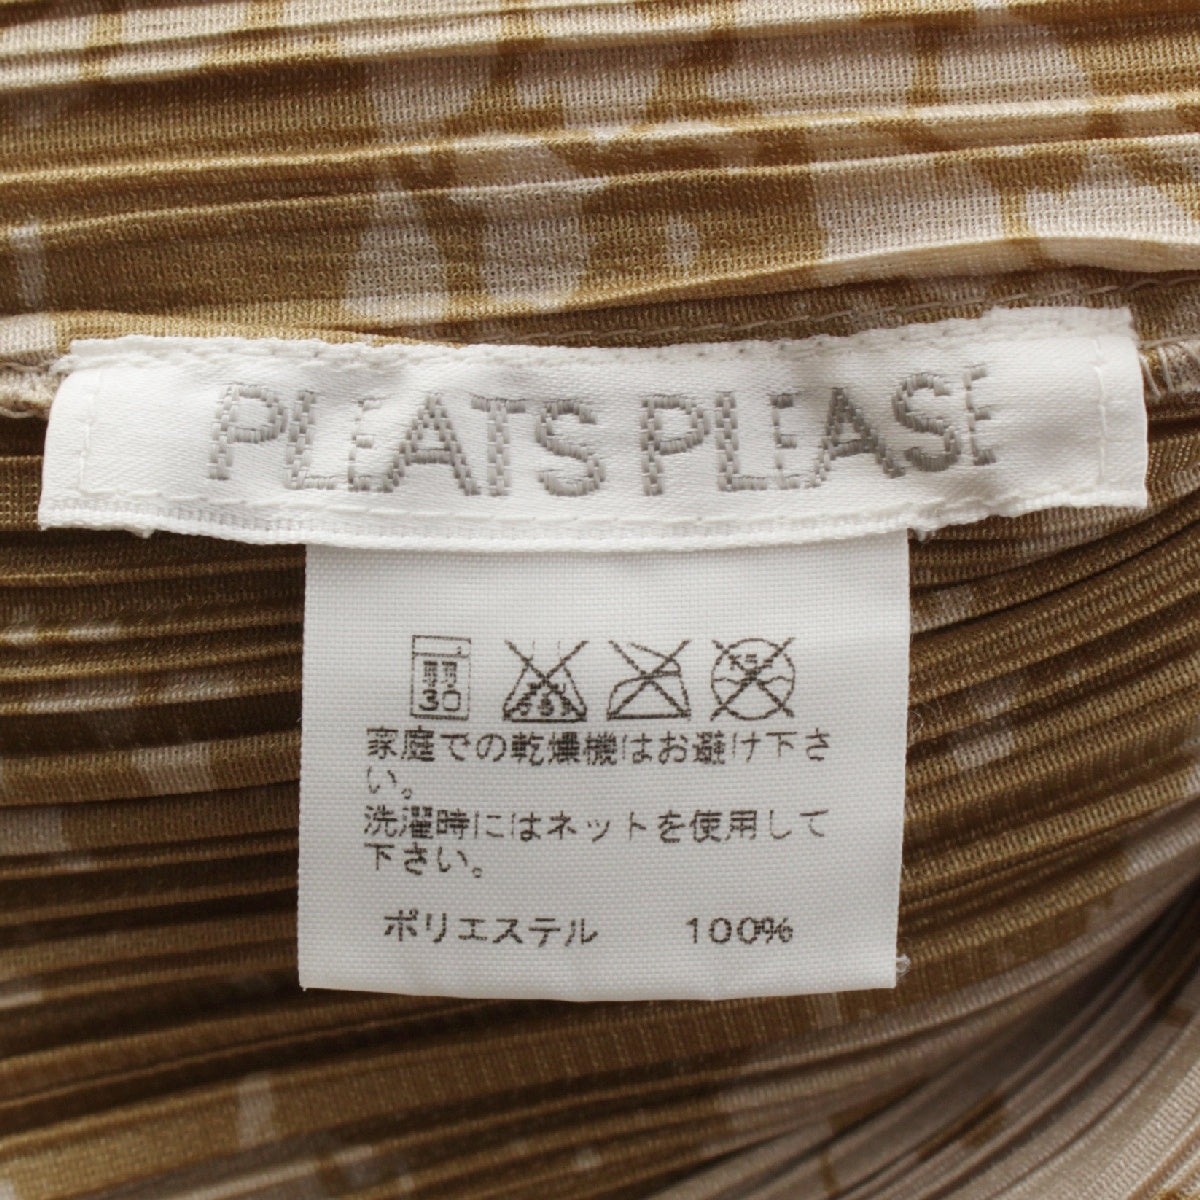 PLEATS PLEASE
弱
30
家庭での乾燥機はお避け下さ
い。
洗濯時にはネットを使用して
下さい。
ポリエステル 100%